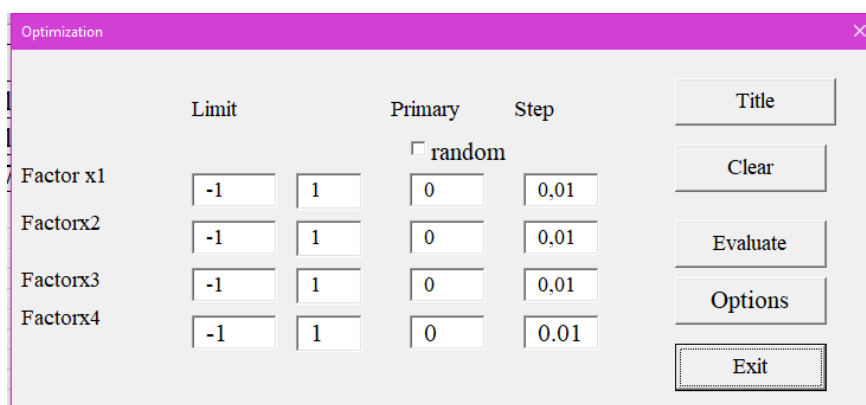 Optimization
Limit Primary Step Title
random
Factor x1 -1 1 0 0,01 Clear
Factorx2 -1 1 0 0,01 Evaluate
Factorx3 -1 1 0 0,01 Options
Factorx4 -1 1 0 0.01
Exit